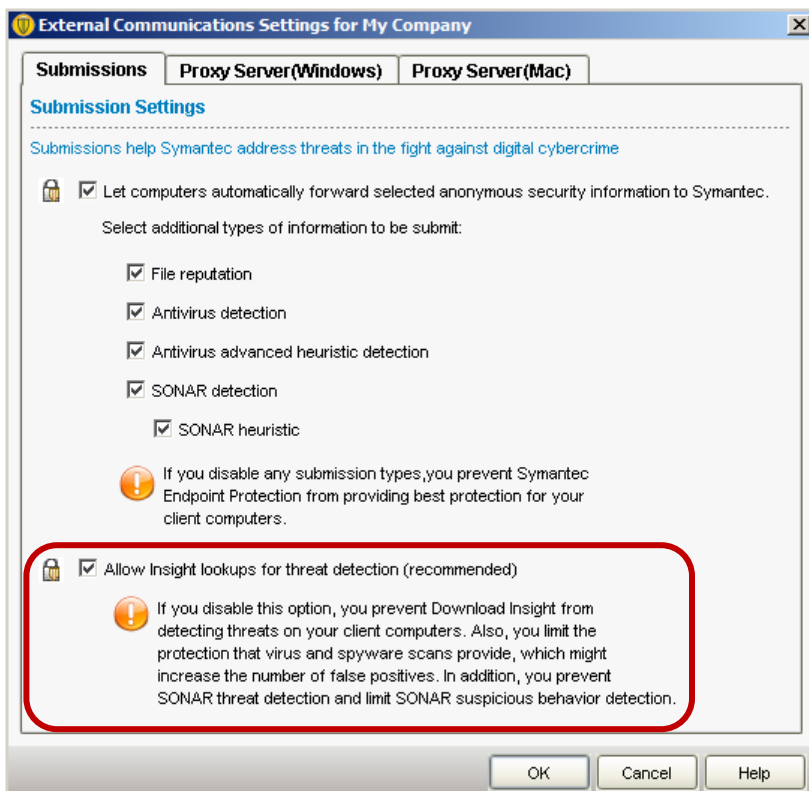 External Communications Settings for My Company
Submissions Proxy Server(Windows) Proxy Server(Mac)
Submission Settings
Submissions help Symantec address threats in the fight against digital cybercrime
Let computers automatically forward selected anonymous security information to Symantec.
Select additional types of information to be submit:
File reputation
Antivirus detection
Antivirus advanced heuristic detection
SONAR detection
SONAR heuristic
If you disable any submission types,you prevent Symantec
Endpoint Protection from providing best protection for your
client computers.
Allow Insight lookups for threat detection (recommended)
If you disable this option, you prevent Download Insight from
detecting threats on your client computers. Also, you limit the
protection that virus and spyware scans provide, which might
increase the number of false positives. In addition, you prevent
SONAR threat detection and limit SONAR suspicious behavior detection.
OK Cancel Help